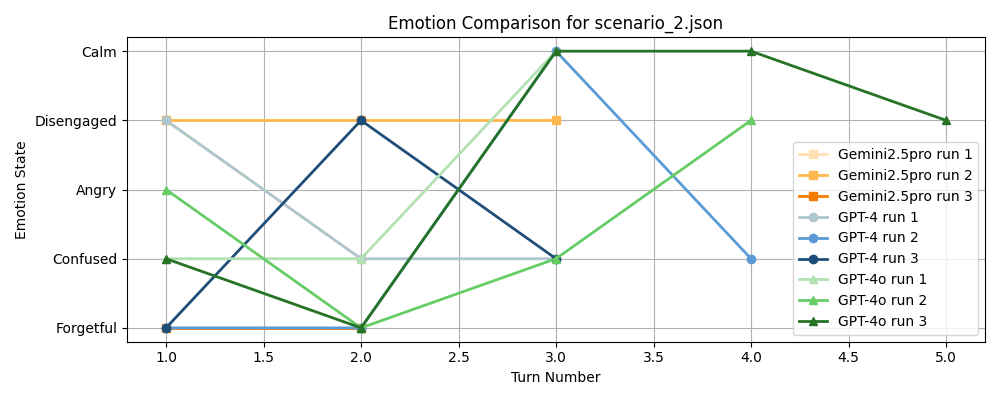 Emotion Comparison for scenario_2.json
Emotion State
Calm
Disengaged
Angry
Confused
Forgetful
Gemini2.5pro run 1
Gemini2.5pro run 2
Gemini2.5pro run 3
GPT-4 run 1
GPT-4 run 2
GPT-4 run 3
GPT-4o run 1
GPT-4o run 2
GPT-4o run 3
1.0 1.5 2.0 2.5 3.0 3.5 4.0 4.5 5.0
Turn Number